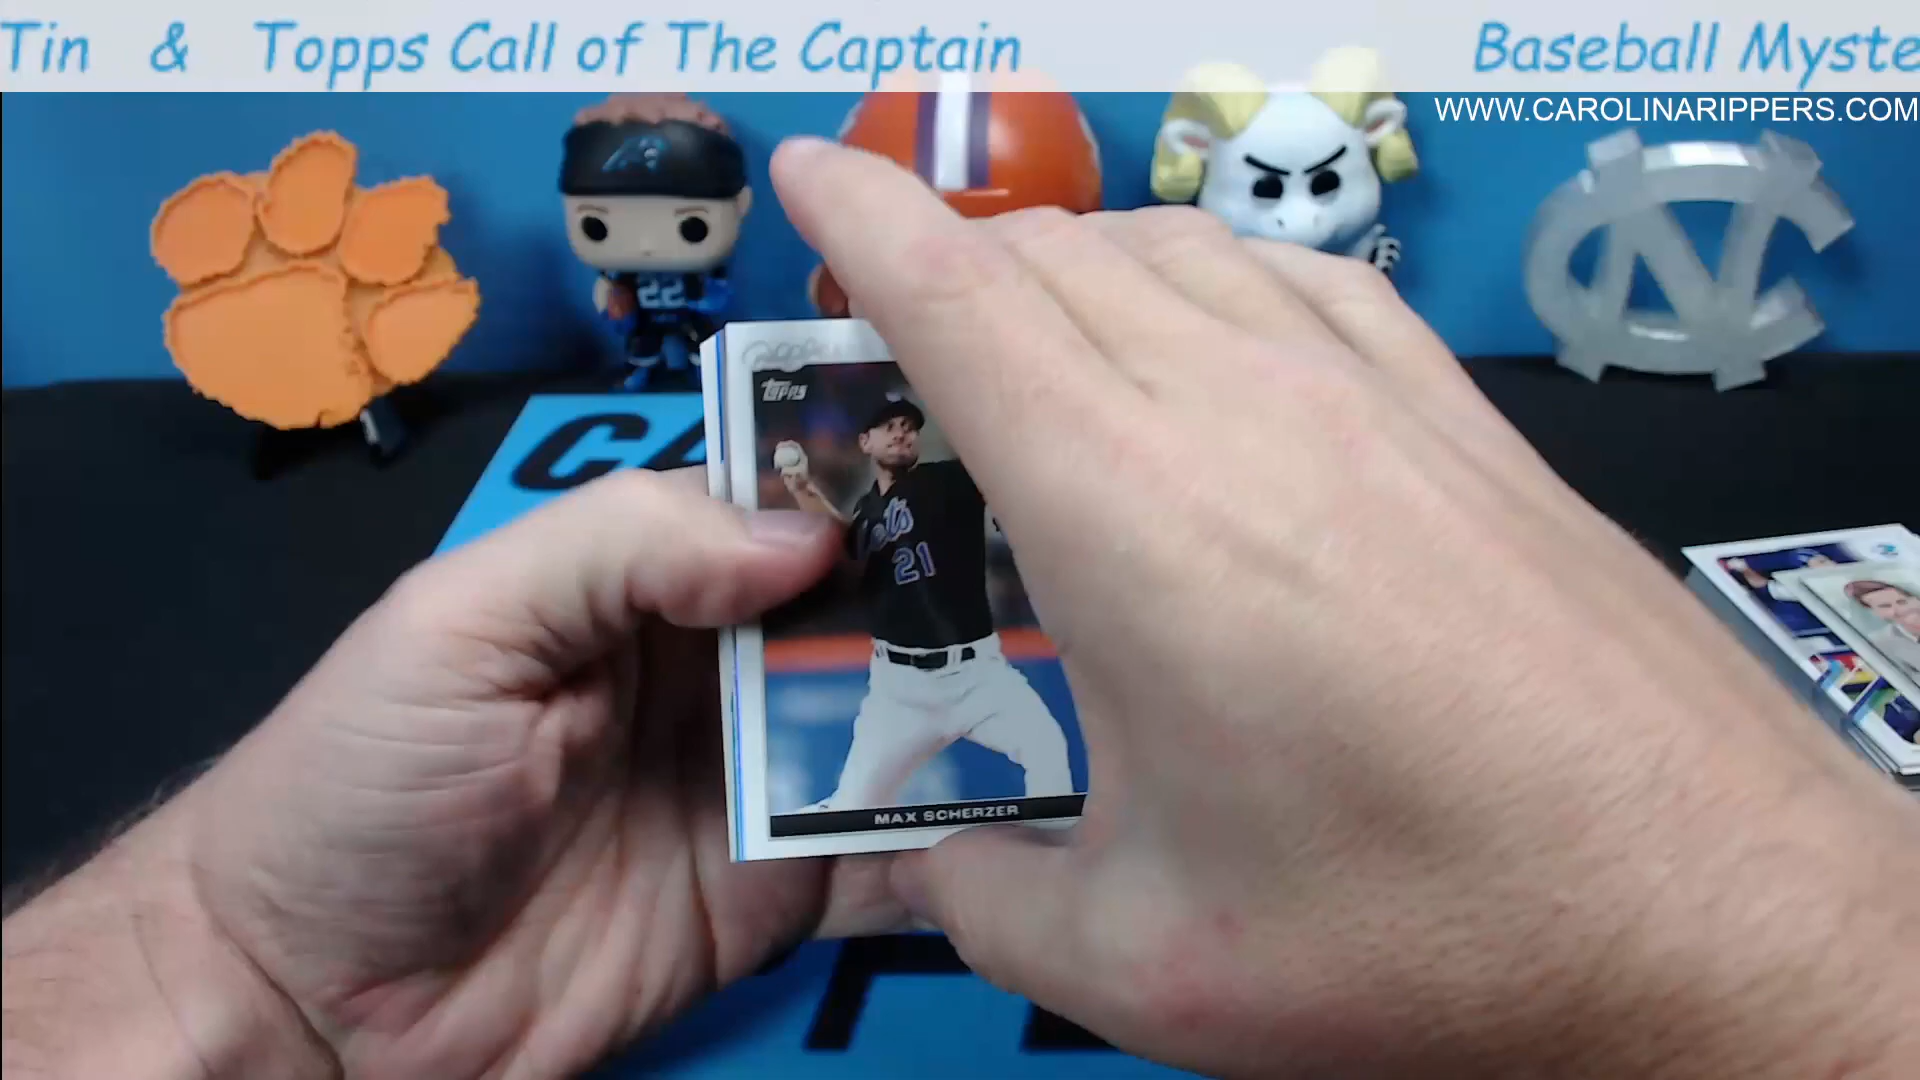 Tin & Topps Call of The Captain Baseball Myste
WWW.CAROLINARIPPERS.COM
22
TOPPS
Mets
21
MAX SCHERZER